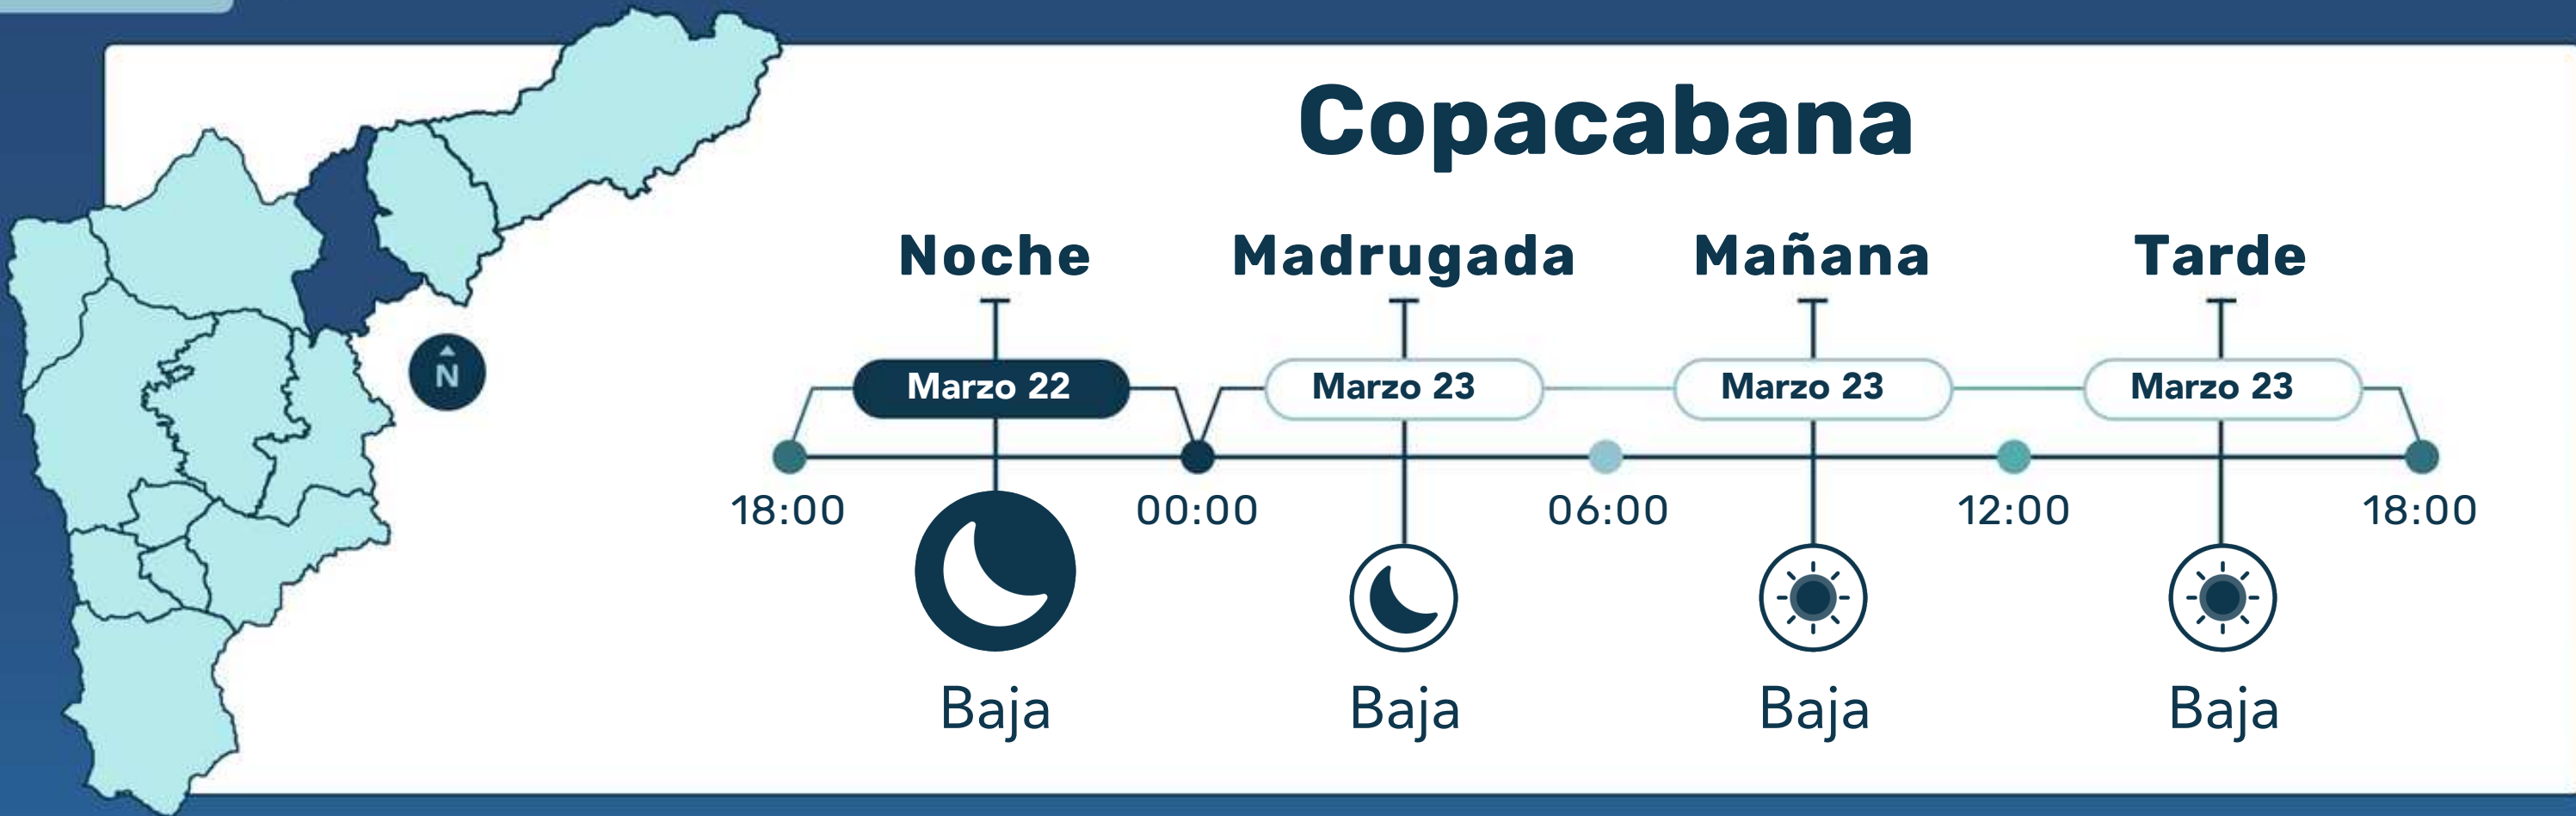 Copacabana
Noche Madrugada Mañana Tarde
Marzo 22 Marzo 23 Marzo 23 Marzo 23
N
18:00 00:00 06:00 12:00 18:00
Baja Baja Baja Baja